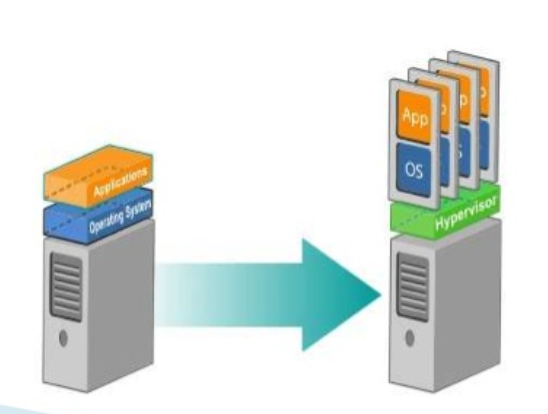 Applications
Operating System
App
OS
p
p
p
S
Hypervisor